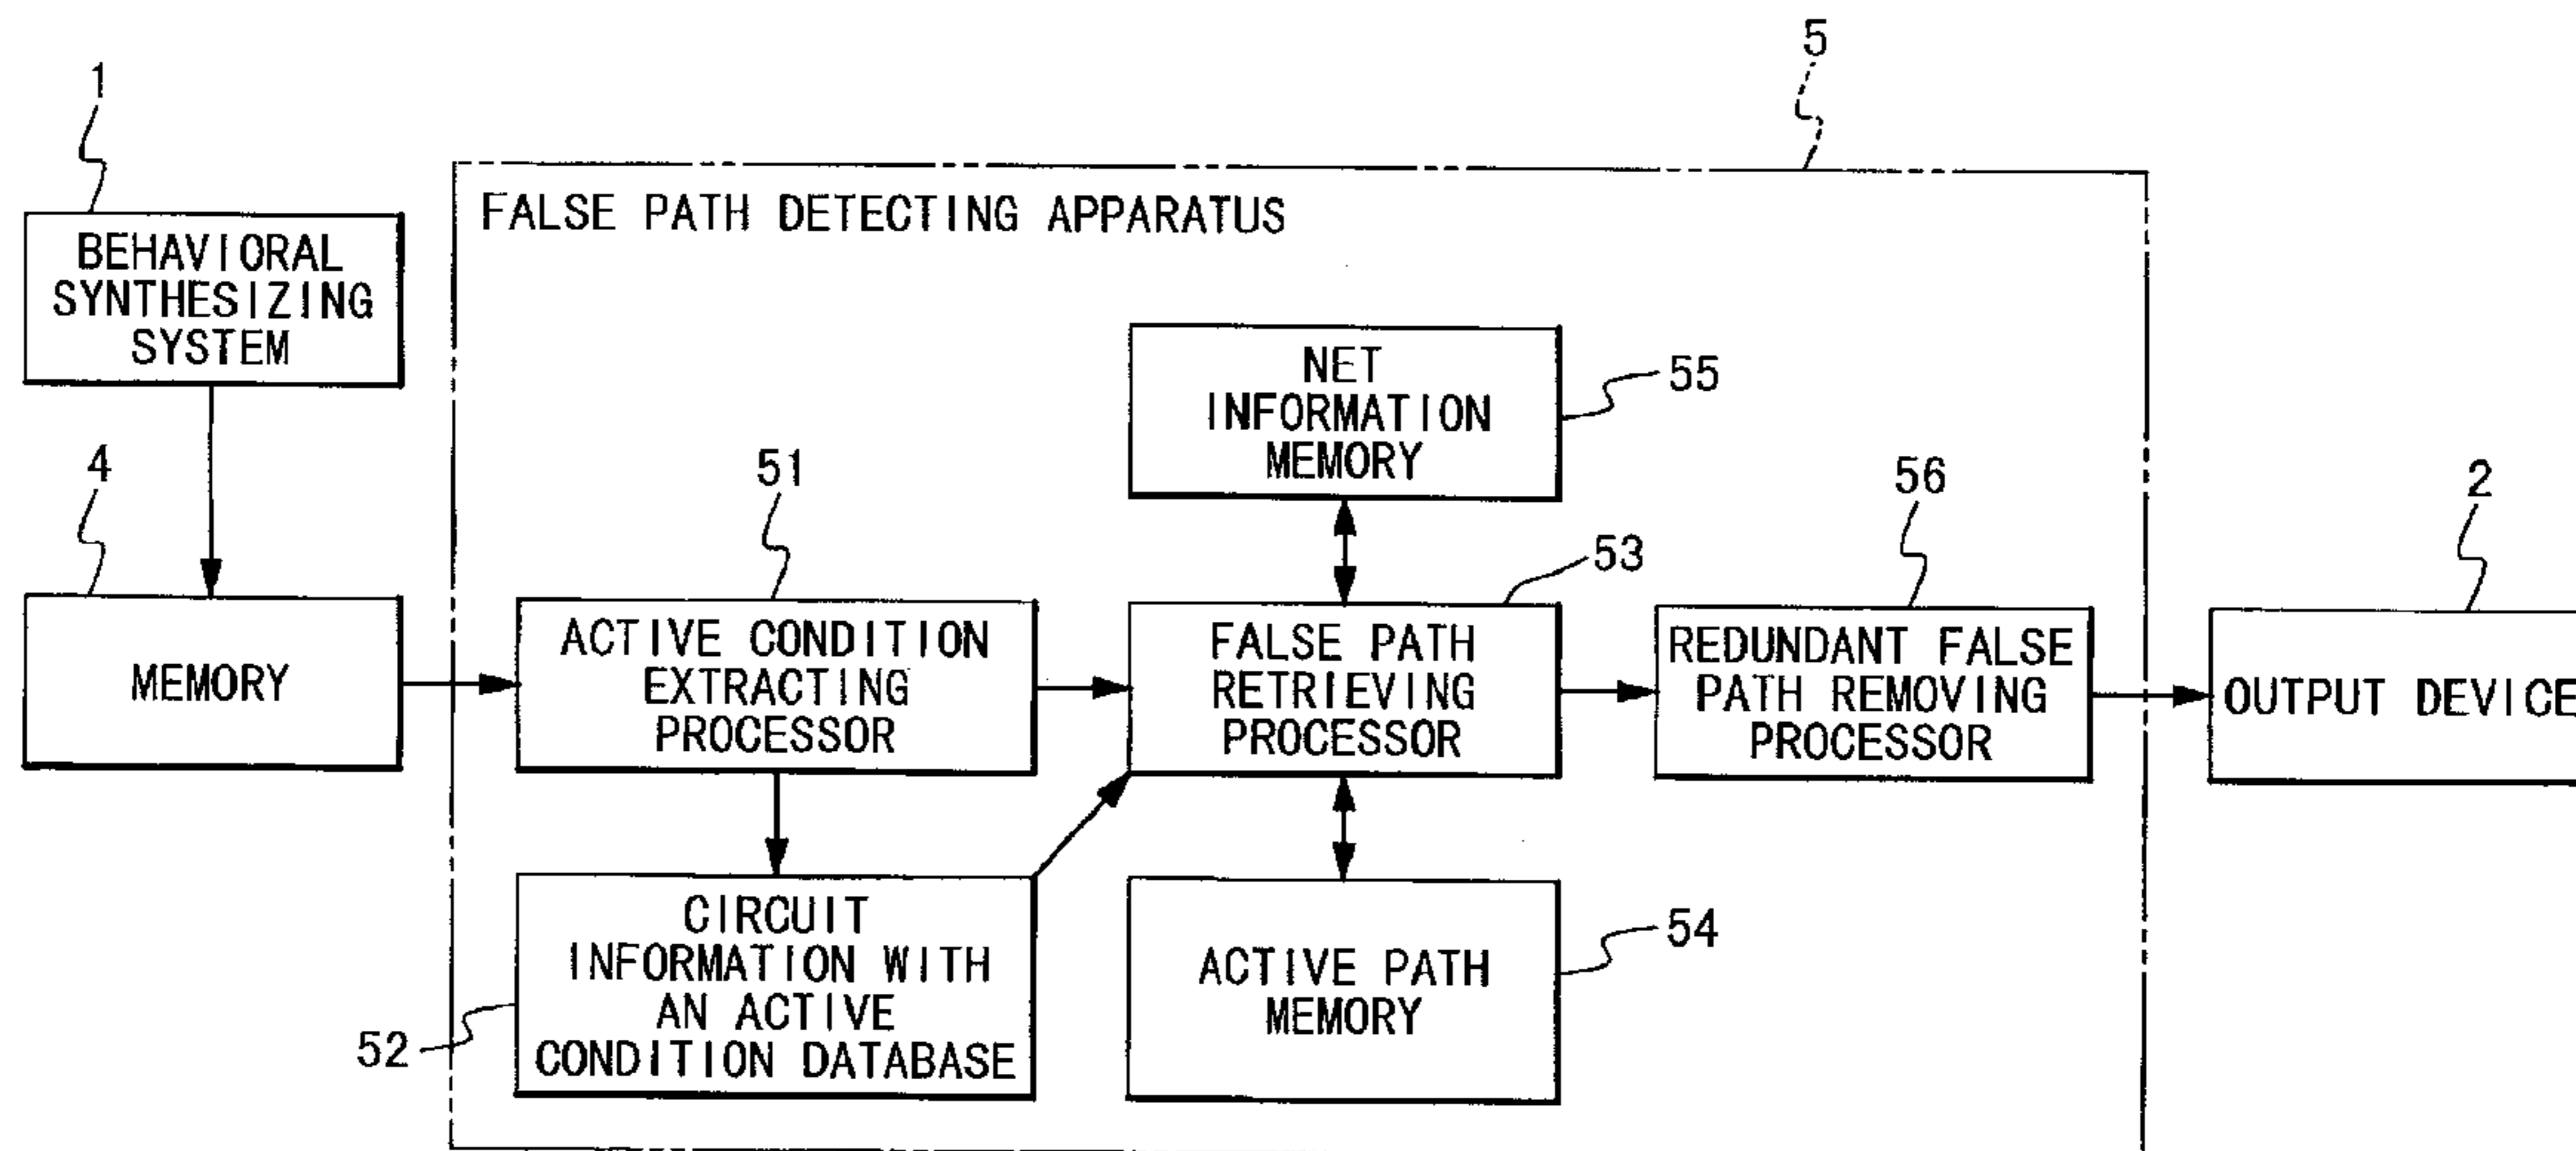 5
1
FALSE PATH DETECTING APPARATUS
BEHAVIORAL
SYNTHESIZING
SYSTEM
NET
INFORMATION
MEMORY
55
4
51
56
2
53
MEMORY
ACTIVE CONDITION
EXTRACTING
PROCESSOR
FALSE PATH
RETRIEVING
PROCESSOR
REDUNDANT FALSE
PATH REMOVING
PROCESSOR
OUTPUT DEVICE
CIRCUIT
INFORMATION WITH
AN ACTIVE
CONDITION DATABASE
52
ACTIVE PATH
MEMORY
54